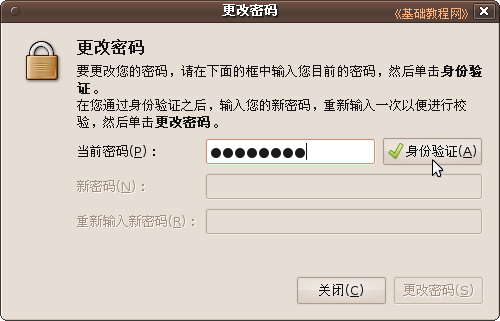 更改密码
《基础教程网》
更改密码
要更改您的密码，请在下面的框中输入您目前的密码，然后单击身份验
证。
在您通过身份验证之后，输入您的新密码，重新输入一次以便进行校
验，然后单击更改密码。
当前密码(P)： ●●●●●●●● 身份验证(A)
新密码(N)：
重新输入新密码(R)：
关闭(C) 更改密码(S)